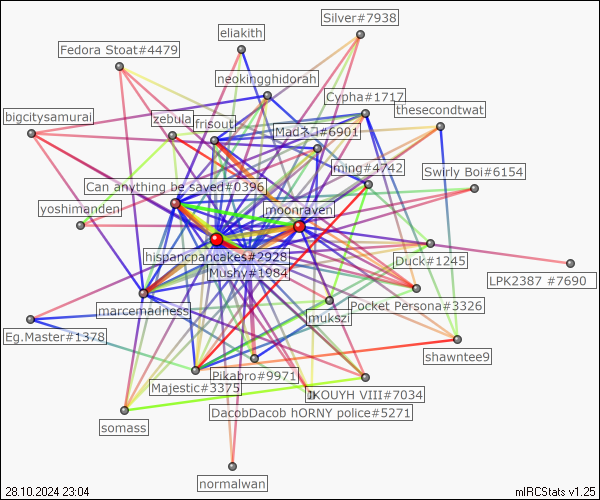 Silver#7938
eliakith
Fedora Stoat#4479
neokingghidorah
Cypha#1717
thesecondtwat
bigcitysamurai
zebula
frisout
Madネコ#6901
ming#4742
Swirly Boi#6154
Can anything be saved#0396
yoshimanden
moonraven
hispancpancakes#2928
Duck#1245
Mushy#1984
LPK2387 #7690
marcemadness
Pocket Persona#3326
mukszi
Eg.Master#1378
shawntee9
Pikabro#9971
Majestic#3375
KOUYH VIII#7034
DacobDacob hORNY police#5271
somass
normalwan
28.10.2024 23:04
mIRCStats v1.25